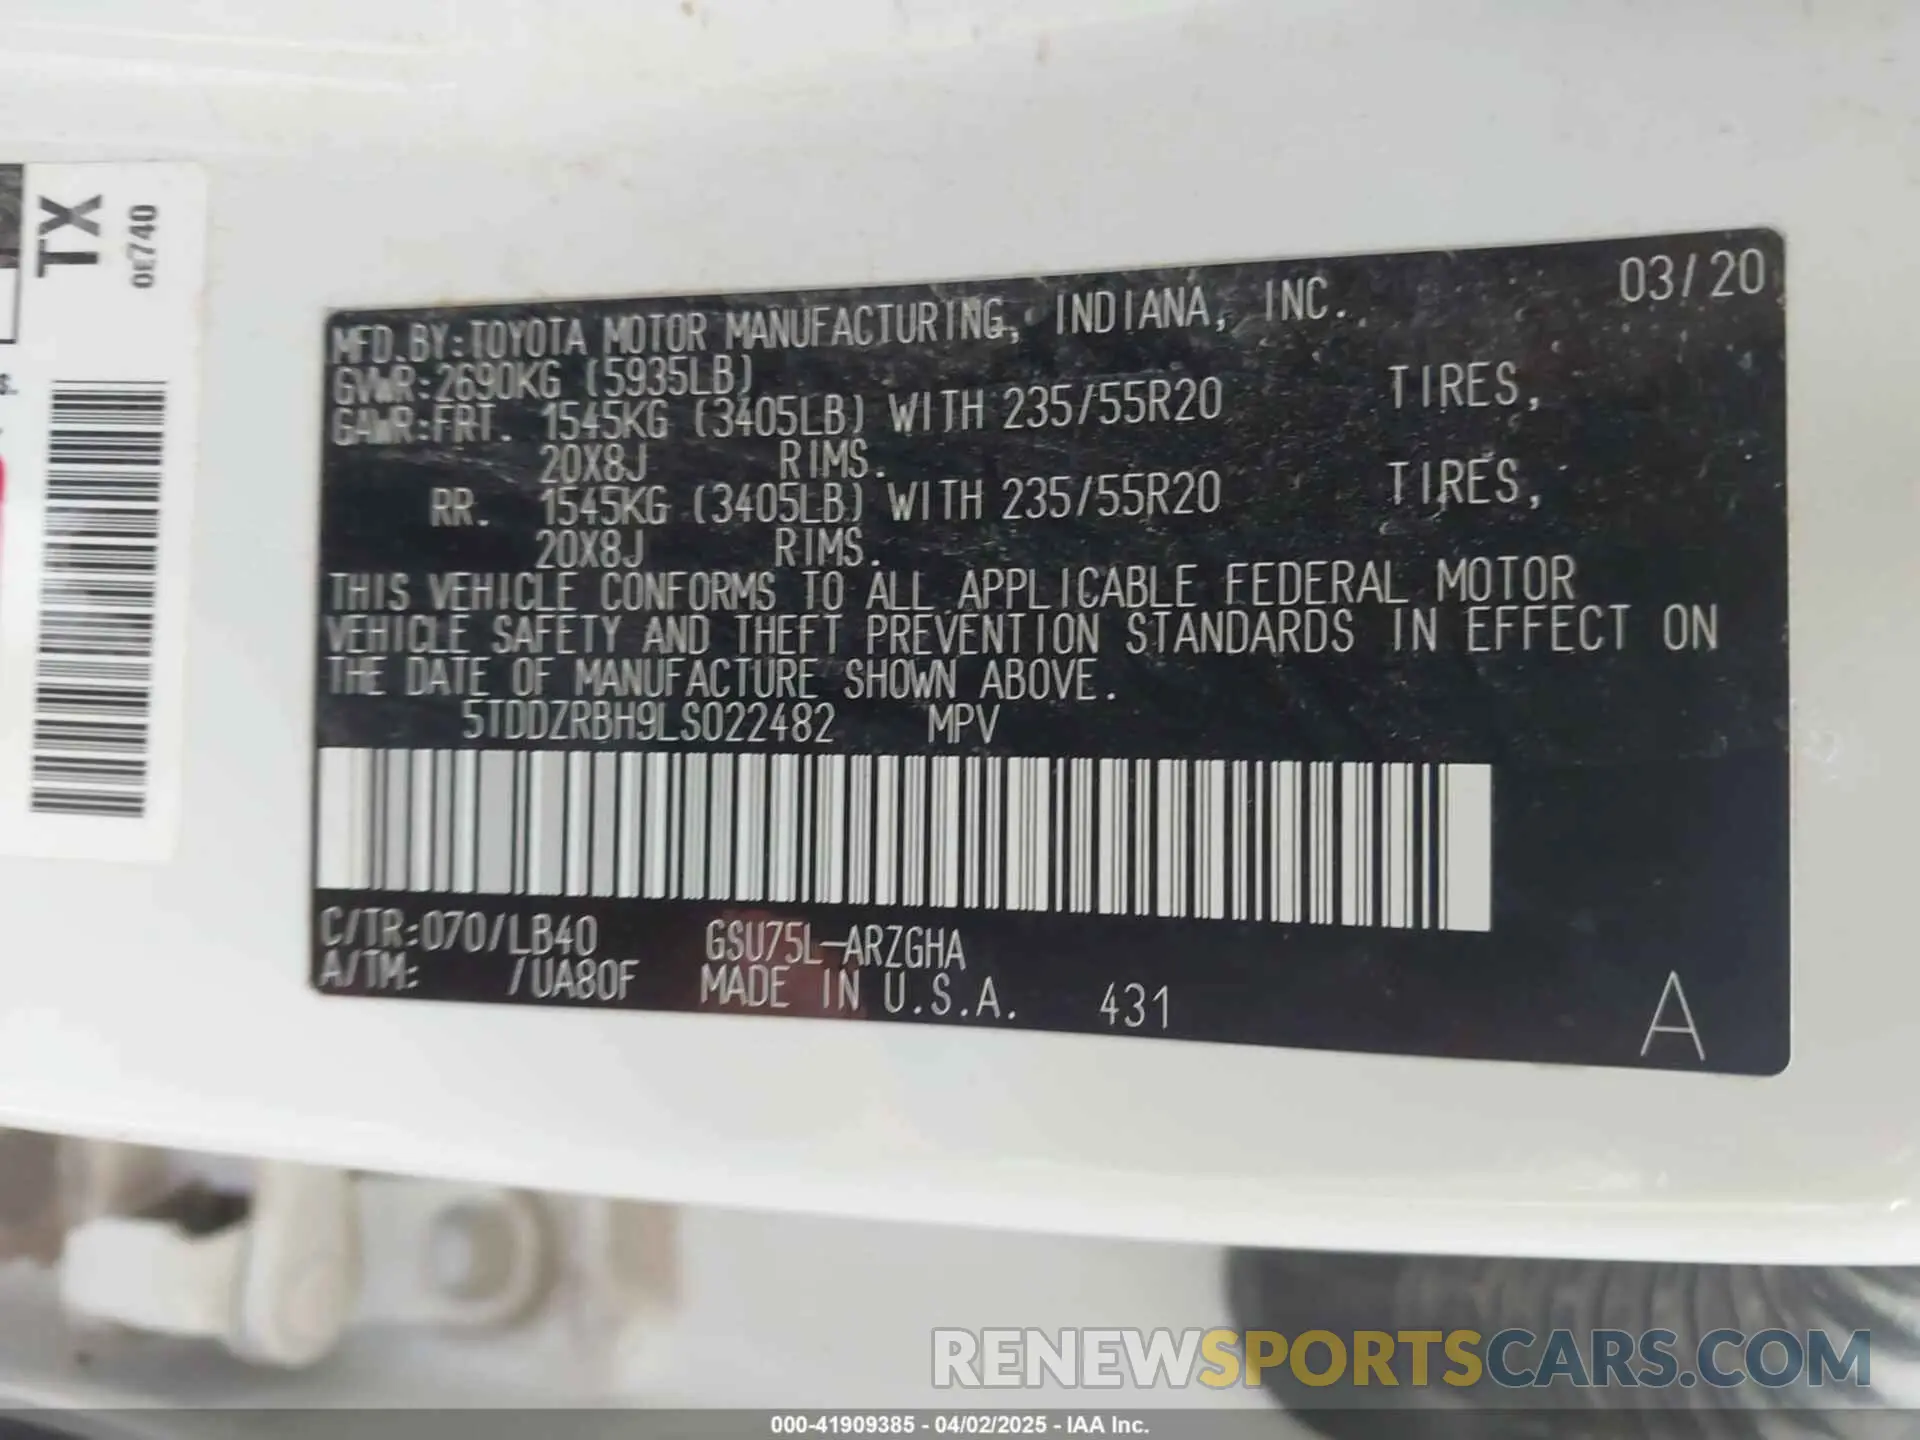 TX
0E740
S.
03/20
MFD.BY:TOYOTA MOTOR MANUFACTURING, INDIANA, INC.
GVWR:2690KG (5935LB)
GAWR:FRT. 1545KG (3405LB) WITH 235/55R20 TIRES,
20X8J RIMS.
RR. 1545KG (3405LB) WITH 235/55R20 TIRES,
20X8J RIMS.
THIS VEHICLE CONFORMS TO ALL APPLICABLE FEDERAL MOTOR
VEHICLE SAFETY AND THEFT PREVENTION STANDARDS IN EFFECT ON
THE DATE OF MANUFACTURE SHOWN ABOVE.
5TDDZRBH9LS022482 MPV
C/TR:070/LB40 GSU75L-ARZGHA
A/TM: /UA80F MADE IN U.S.A. 431
A
RENEWSPORTSCARS.COM
000-41909385 - 04/02/2025 - IAA Inc.